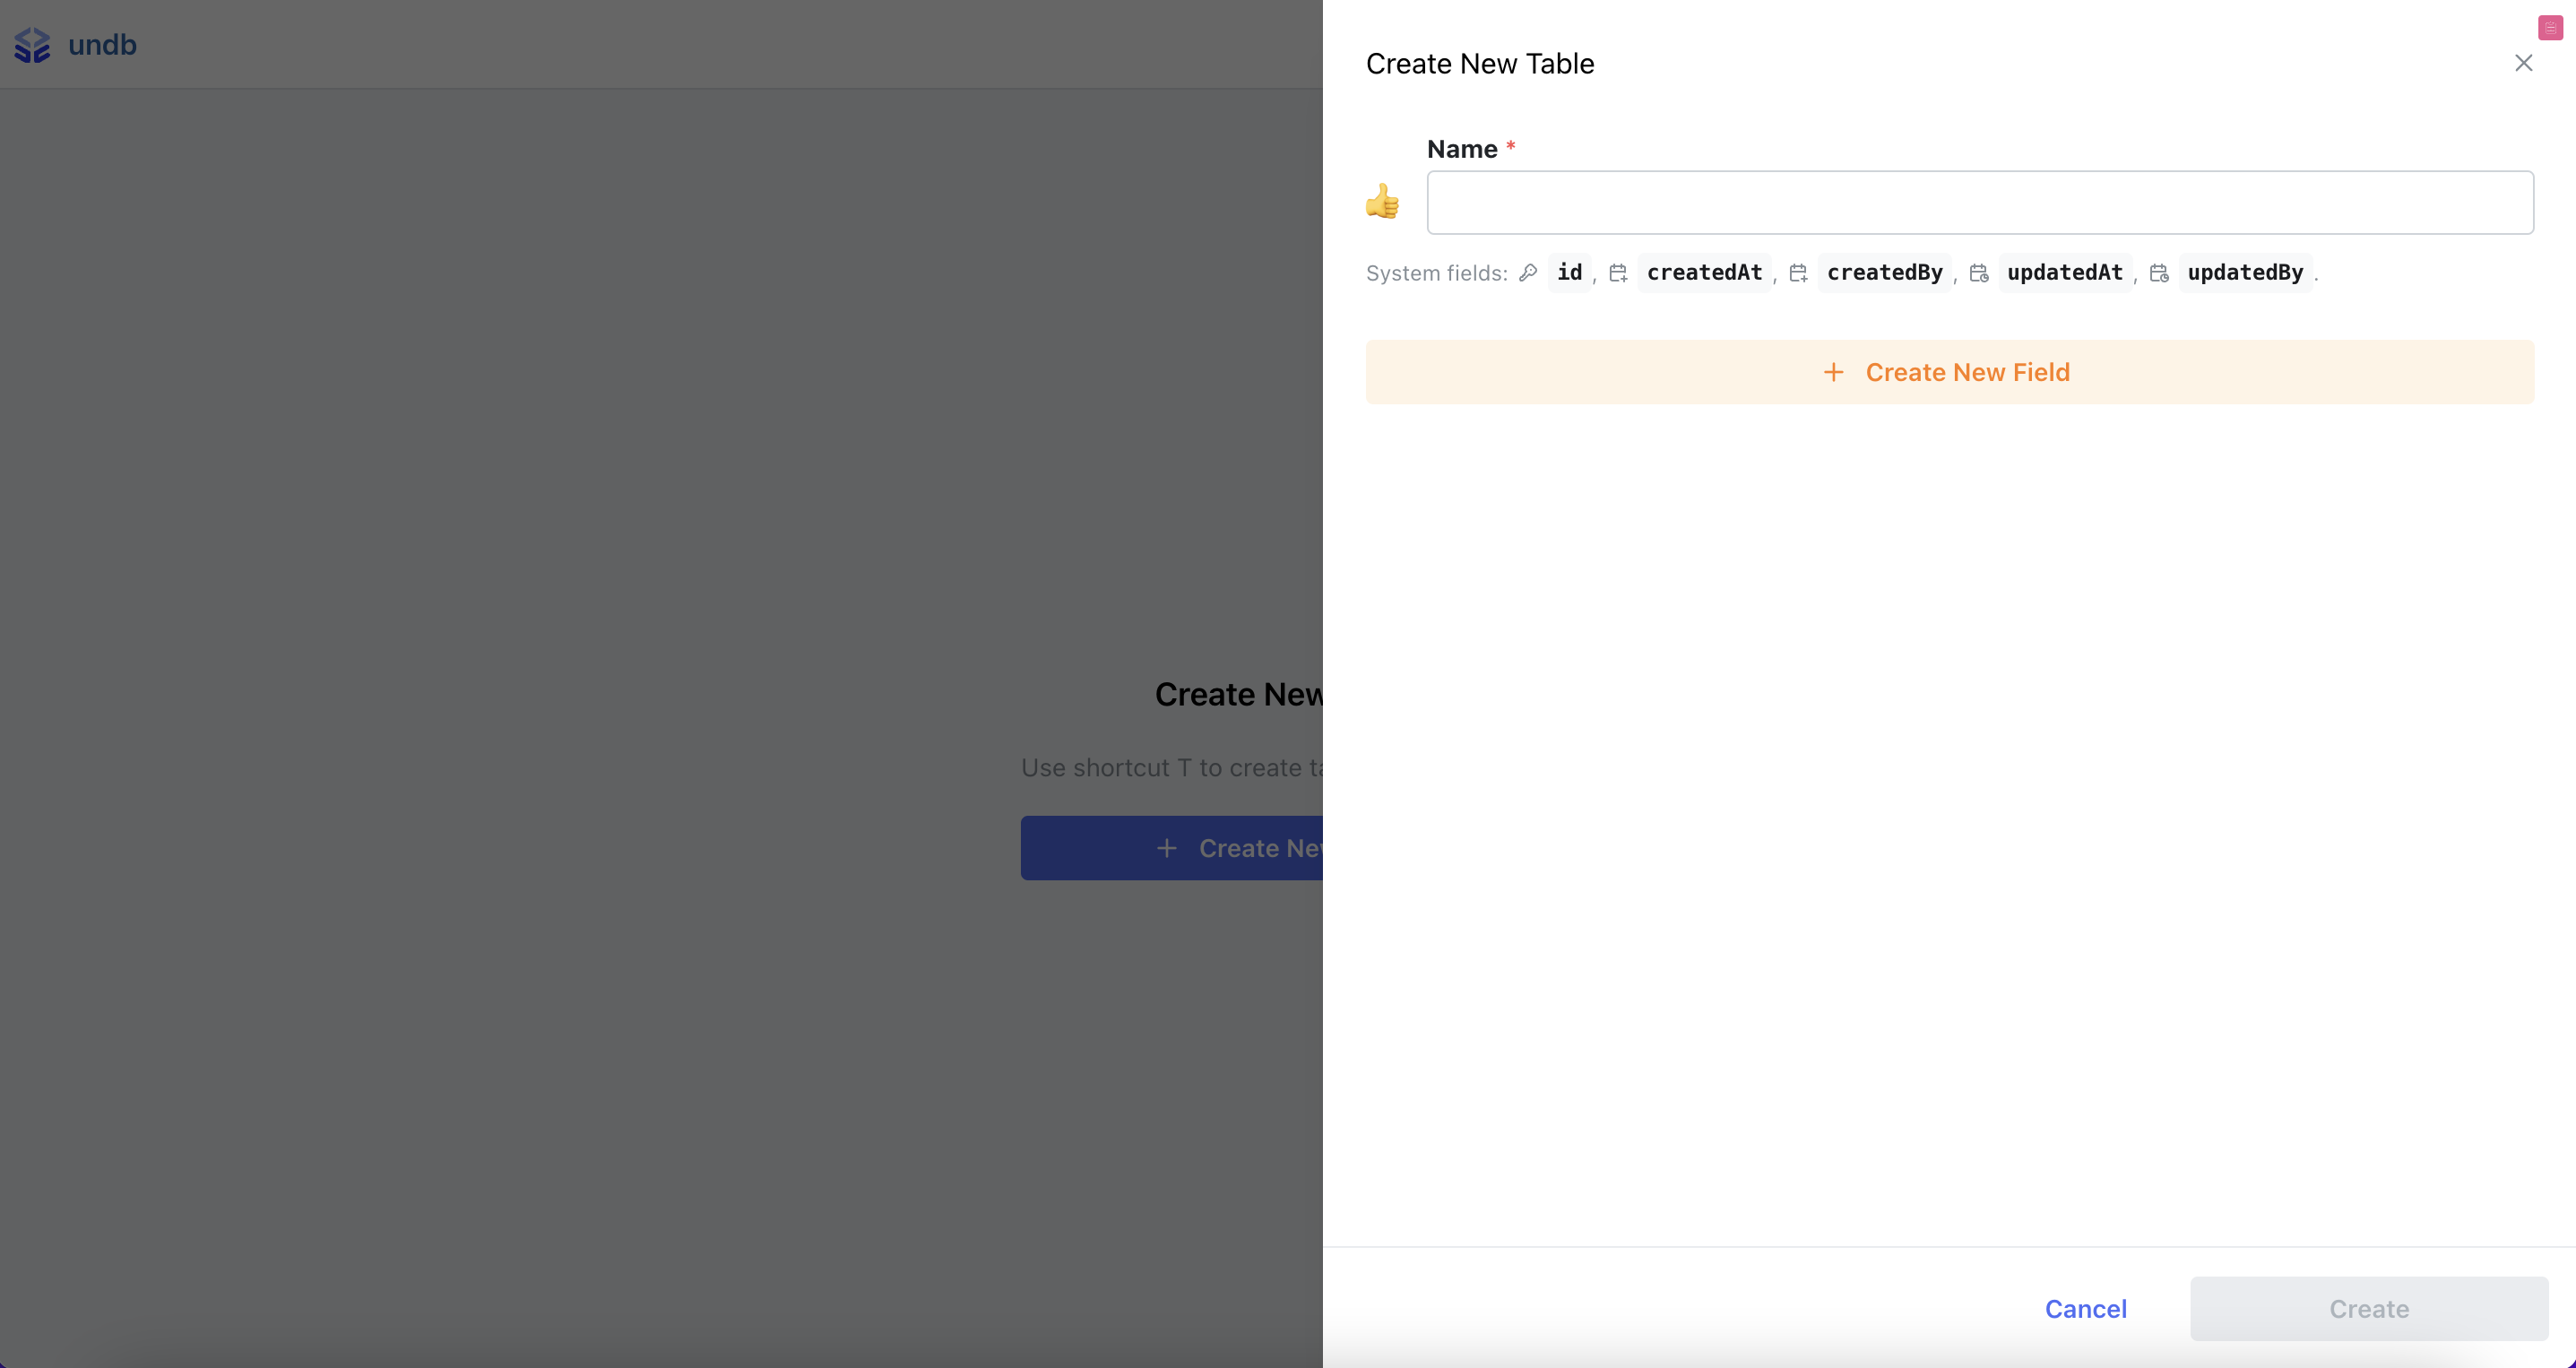 undb
Create New
Use shortcut T to create
+ Create New
Create New Table
Name *
System fields: id, createdAt, createdBy, updatedAt, updatedBy.
+ Create New Field
Cancel
Create